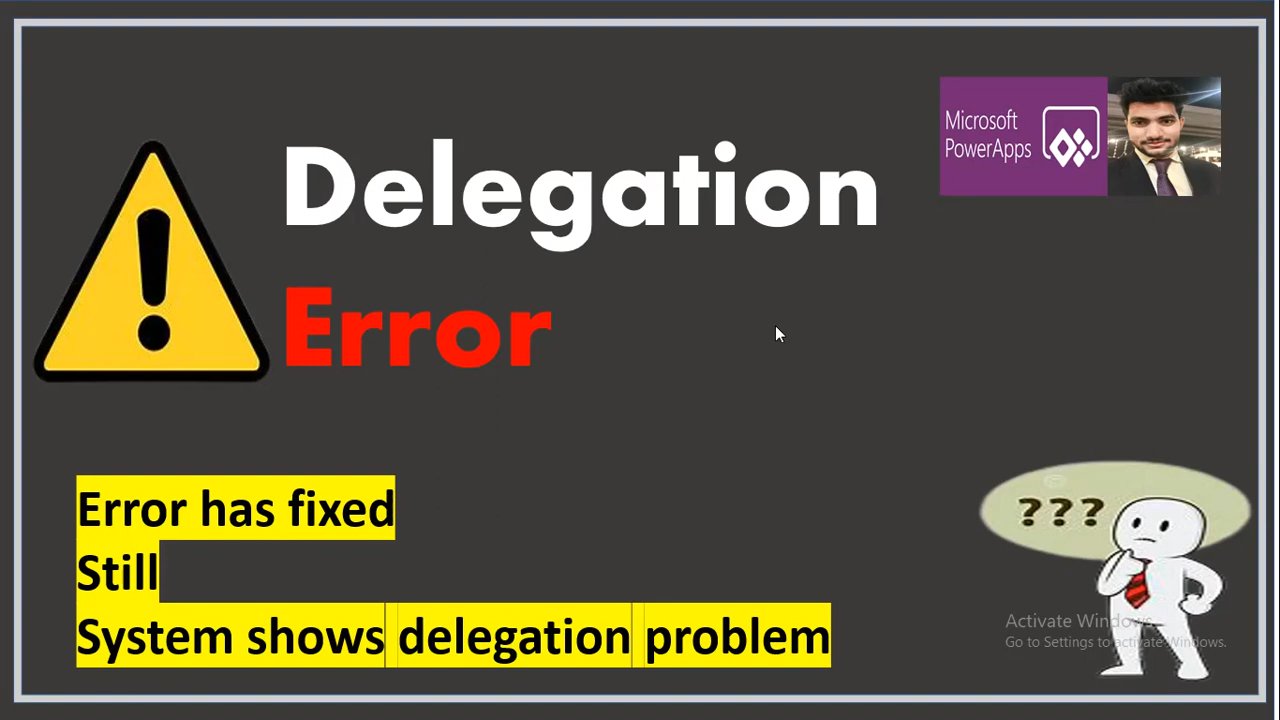 Microsoft
PowerApps
Delegation
Error
Error has fixed
Still
System shows delegation problem
???
Activate Windows
Go to Settings to activate Windows.